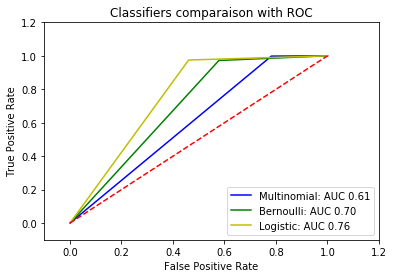 Classifiers comparaison with ROC
True Positive Rate
1.2
1.0
0.8
0.6
0.4
0.2
0.0
0.0 0.2 0.4 0.6 0.8 1.0 1.2
False Positive Rate
Multinomial: AUC 0.61
Bernoulli: AUC 0.70
Logistic: AUC 0.76